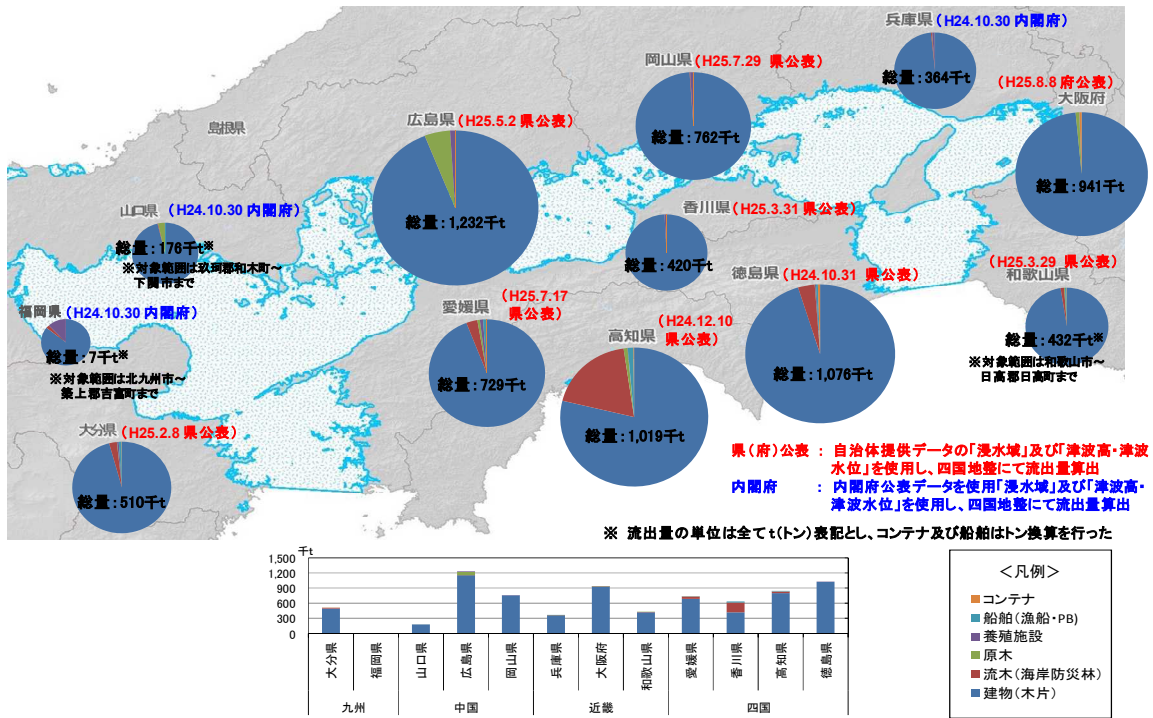 兵庫県(H24.10.30 内閣府)
総量:364千t
岡山県(H25.7.29 県公表)
総量:762千t
(H25.8.8 府公表)
大阪府
総量:941千t
広島県(H25.5.2 県公表)
総量:1,232千t
島根県
山口県(H24.10.30 内閣府)
総量:176千t※
※対象範囲は玖珂郡和木町~
下関市まで
香川県(H25.3.31 県公表)
総量:420千t
徳島県(H24.10.31 県公表)
総量:1,076千t
(H25.3.29 県公表)
和歌山県
総量:432千t※
※対象範囲は和歌山市~
日高郡日高町まで
福岡県(H24.10.30 内閣府)
総量:7千t※
※対象範囲は北九州市~
築上郡吉富町まで
愛媛県(H25.7.17
県公表)
総量:729千t
高知県(H24.12.10
県公表)
総量:1,019千t
大分県(H25.2.8 県公表)
総量:510千t
県(府)公表 : 自治体提供データの「浸水域」及び「津波高・津波
水位」を使用し、四国地整にて流出量算出
内閣府 : 内閣府公表データを使用「浸水域」及び「津波高・
津波水位」を使用し、四国地整にて流出量算出
※ 流出量の単位は全てt(トン)表記とし、コンテナ及び船舶はトン換算を行った
千t
1,500
1,200
900
600
300
0
大分県
福岡県
山口県
広島県
岡山県
兵庫県
大阪府
和歌山県
愛媛県
香川県
高知県
徳島県
九州
中国
近畿
四国
<凡例>
コンテナ
船舶(漁船・PB)
養殖施設
原木
流木(海岸防災林)
建物(木片)